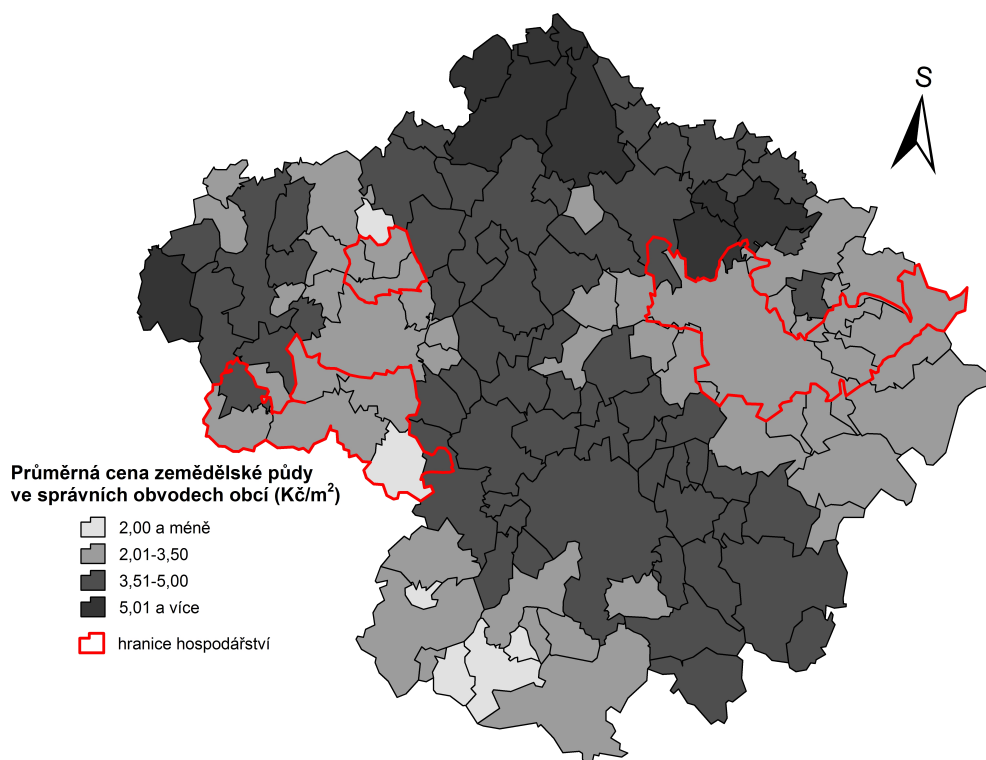 S
Průměrná cena zemědělské půdy
ve správních obvodech obcí (Kč/m²)
2,00 a méně
2,01-3,50
3,51-5,00
5,01 a více
hranice hospodářství